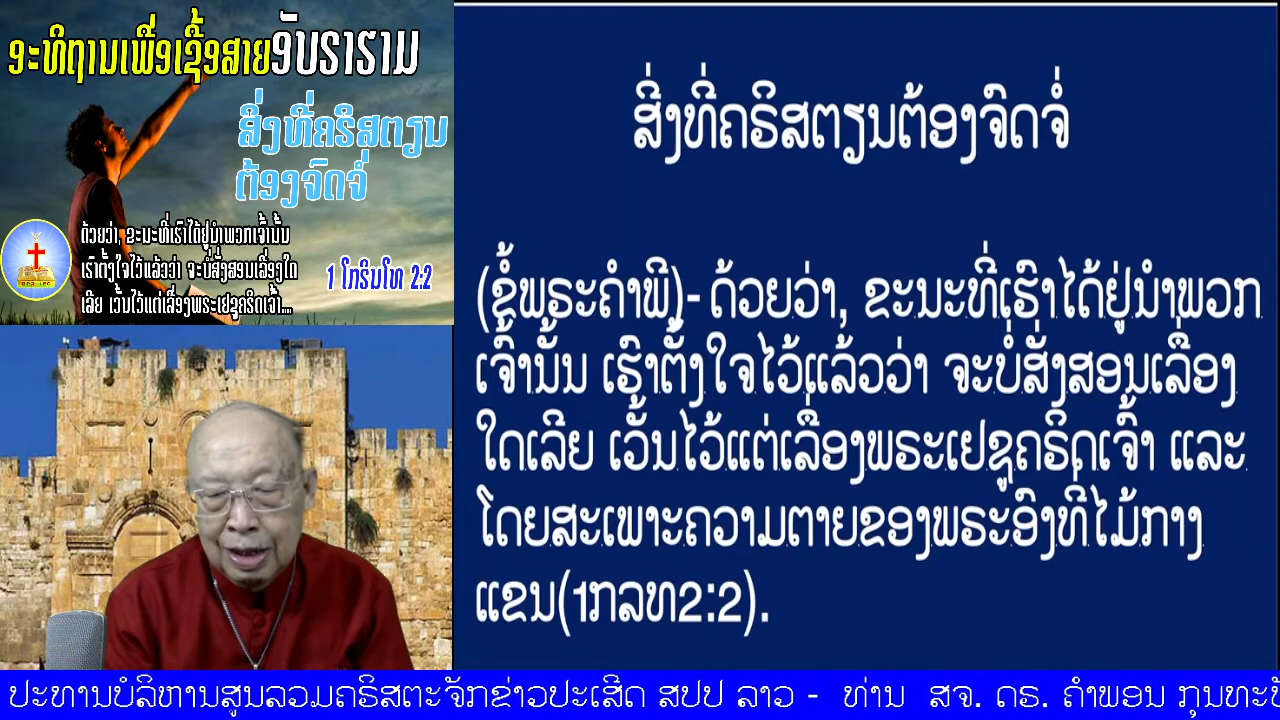 ອະທິຖານເພື່ອເຊື້ອສາຍອັບຣາຮາມ
ສິ່ງທີ່ຄຣິສຕຽນ
ຕ້ອງຈົດຈໍ່
ດ້ວຍວ່າ, ຂະນະທີ່ເຮົາໄດ້ຢູ່ນຳພວກເຈົ້ານັ້ນ
ເຮົາຕັ້ງໃຈໄວ້ແລ້ວວ່າ ຈະບໍ່ສັ່ງສອນເລື່ອງໃດ
ເລີຍ ເວັ້ນໄວ້ແຕ່ເລື່ອງພຣະເຢຊູຄຣິດເຈົ້າ....
1 ໂກຣິນໂທ 2:2
ສິ່ງທີ່ຄຣິສຕຽນຕ້ອງຈົດຈໍ່
(ຂໍ້ພຣະຄຳພີ)- ດ້ວຍວ່າ, ຂະນະທີ່ເຮົາໄດ້ຢູ່ນຳພວກ
ເຈົ້ານັ້ນ ເຮົາຕັ້ງໃຈໄວ້ແລ້ວວ່າ ຈະບໍ່ສັ່ງສອນເລື່ອງ
ໃດເລີຍ ເວັ້ນໄວ້ແຕ່ເລື່ອງພຣະເຢຊູຄຣິດເຈົ້າ ແລະ
ໂດຍສະເພາະຄວາມຕາຍຂອງພຣະອົງທີ່ໄມ້ກາງ
ແຂນ(1ກລທ2:2).
ປະທານບໍລິຫານສູນລວມຄຣິສຕະຈັກຂ່າວປະເສີດ ສປປ ລາວ - ທ່ານ ສຈ. ດຣ. ຄຳພອນ ກຸນທະປັ